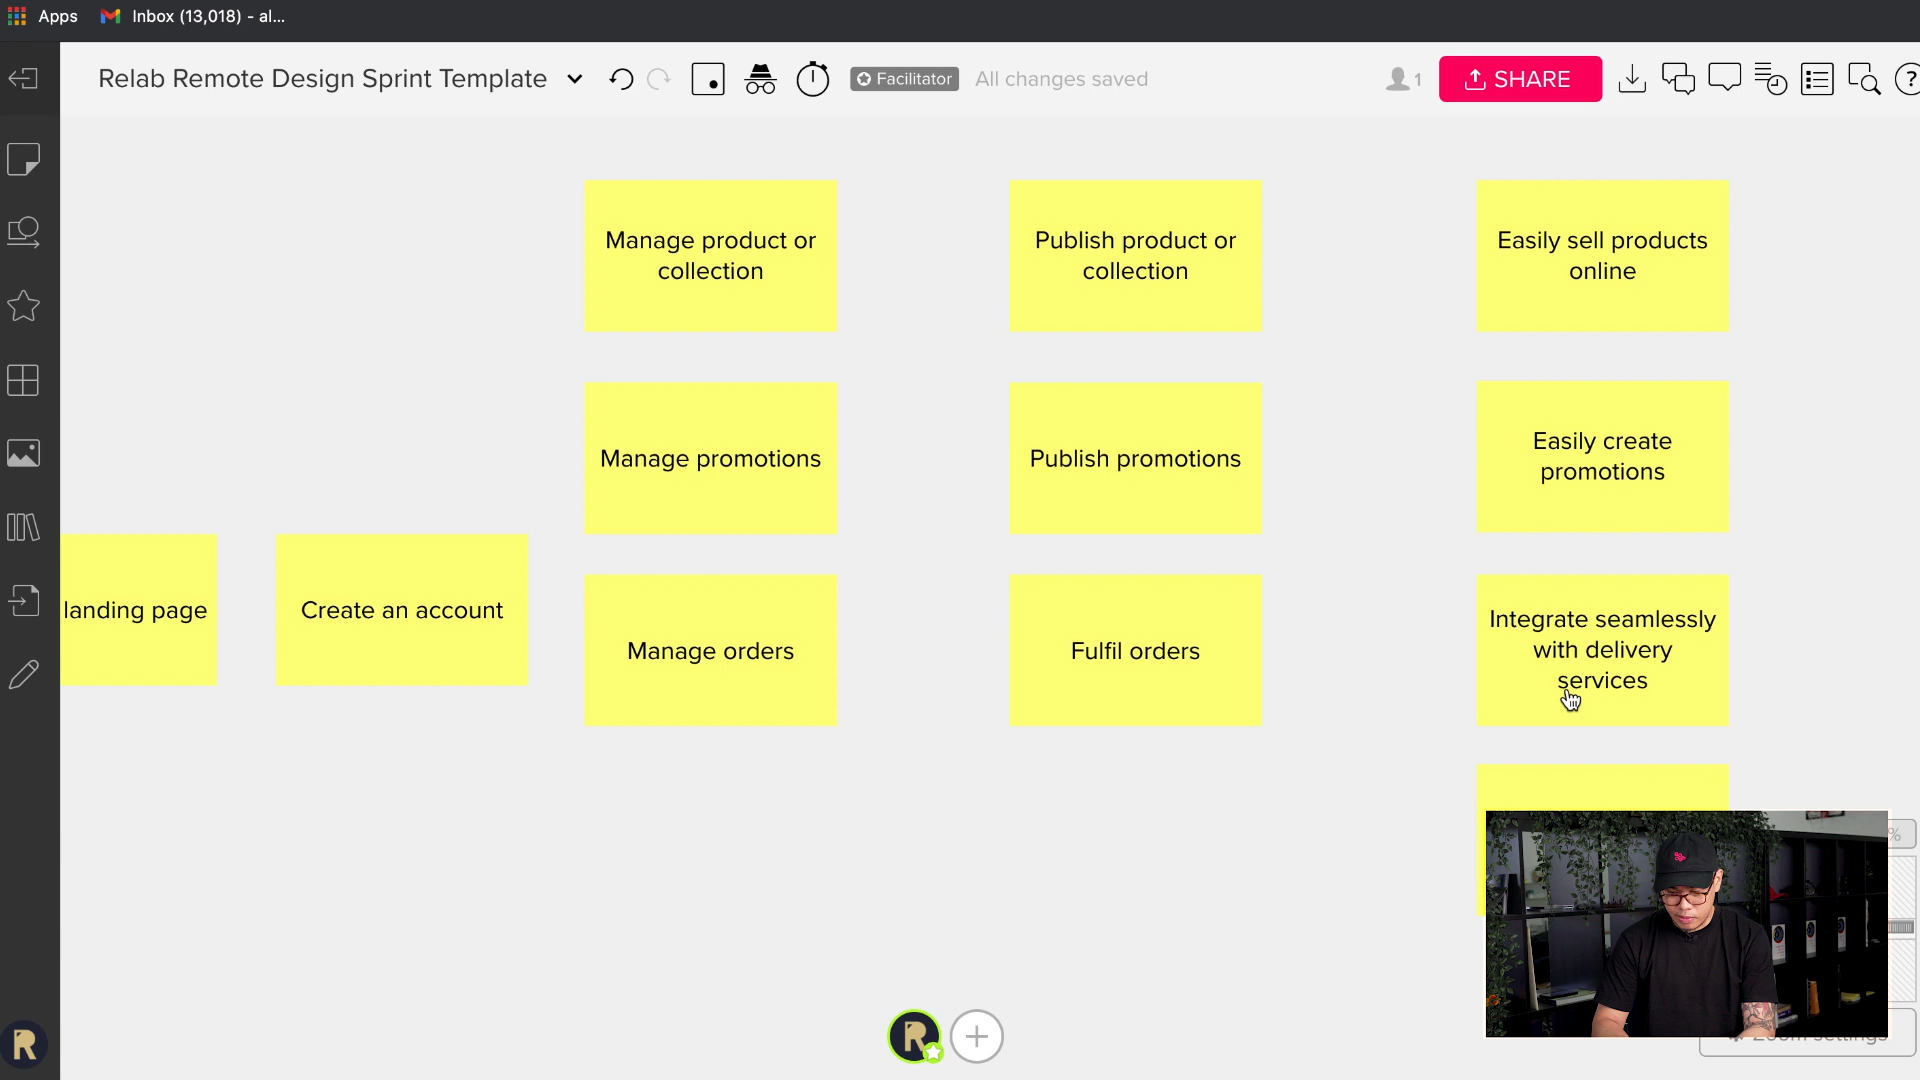 Apps
Inbox (13,018) - al...
Relab Remote Design Sprint Template
Facilitator
All changes saved
1
SHARE
?
Manage product or
collection
Publish product or
collection
Easily sell products
online
Manage promotions
Publish promotions
Easily create
promotions
landing page
Create an account
Manage orders
Fulfil orders
Integrate seamlessly
with delivery
services
%
R
R
Zoom settings